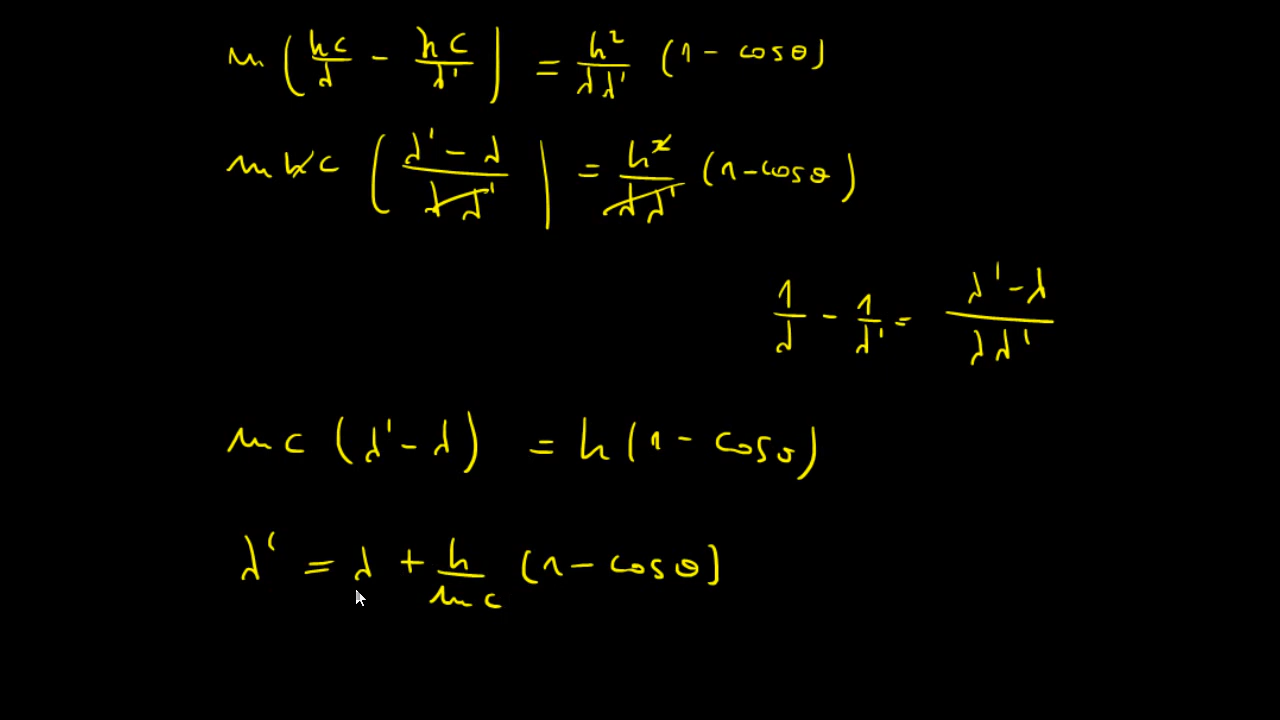 m (hc/λ - hc/λ') = h²/λλ' (1 - cosθ)
mhc (λ' - λ / λλ') = h²/λλ' (1 - cosθ)
1/λ - 1/λ' = λ' - λ / λλ'
mc (λ' - λ) = h (1 - cosθ)
λ' = λ + h/mc (1 - cosθ)